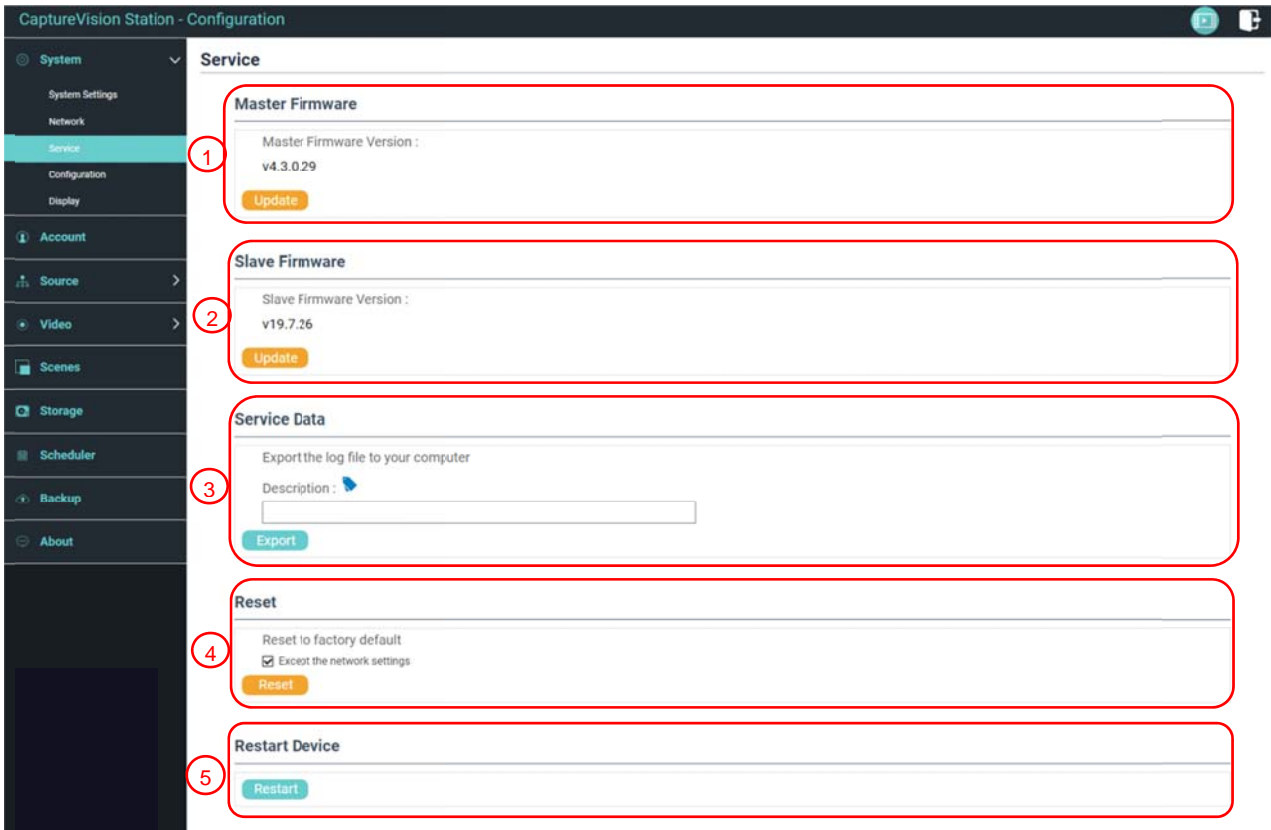 CaptureVision Station - Configuration
System
System Settings
Network
Service
Configuration
Display
Account
Source
Video
Scenes
Storage
Scheduler
Backup
About
Service
1
Master Firmware
Master Firmware Version :
v4.3.0.29
Update
2
Slave Firmware
Slave Firmware Version :
v19.7.26
Update
3
Service Data
Export the log file to your computer
Description :
Export
4
Reset
Reset to factory default
Except the network settings
Reset
5
Restart Device
Restart